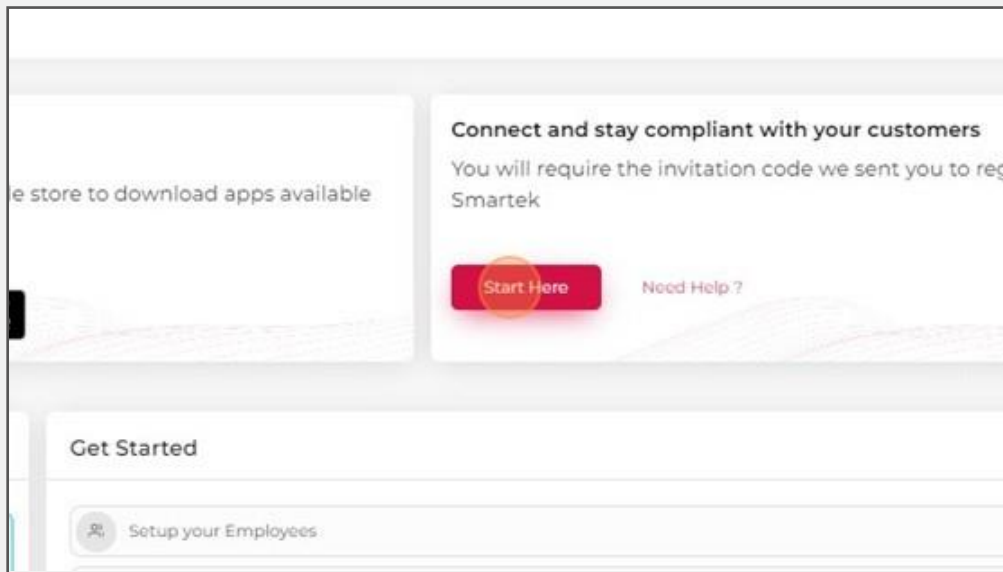 Connect and stay compliant with your customers
You will require the invitation code we sent you to
Smartek
store to download apps available
Start Here
Need Help ?
Get Started
Setup your Employees